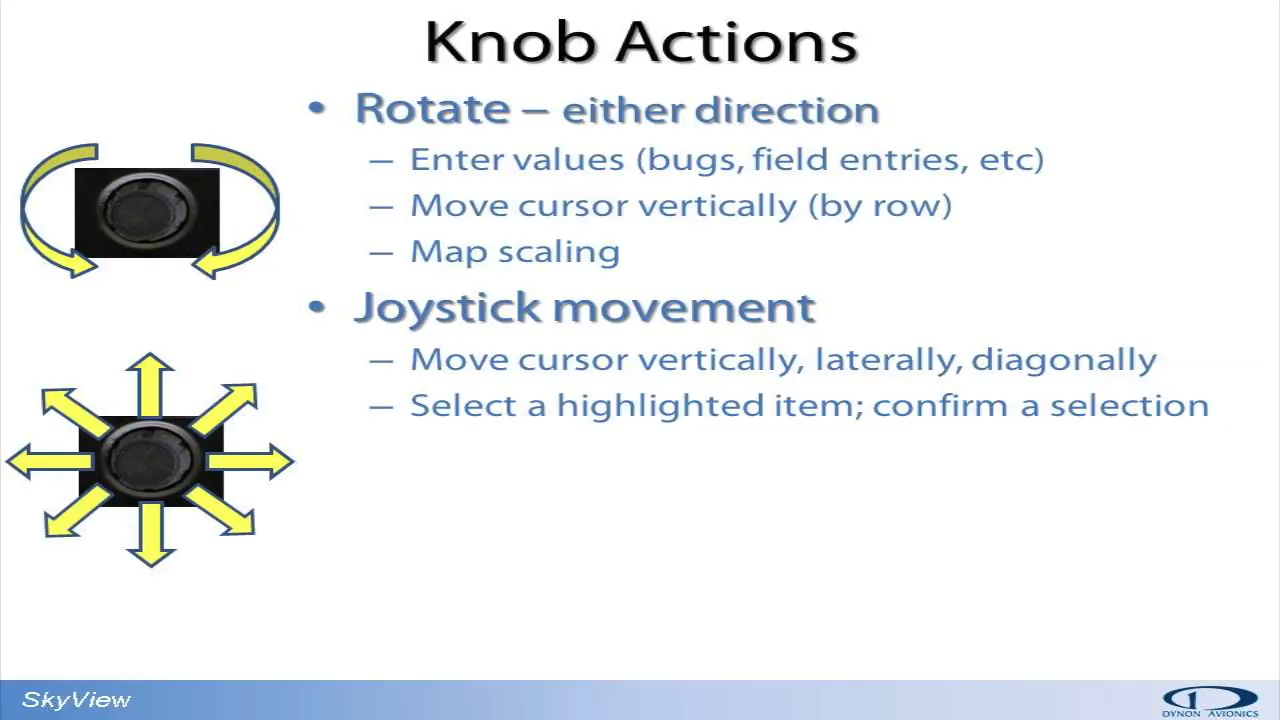 Knob Actions
• Rotate – either direction
– Enter values (bugs, field entries, etc)
– Move cursor vertically (by row)
– Map scaling
• Joystick movement
– Move cursor vertically, laterally, diagonally
– Select a highlighted item; confirm a selection
SkyView
DYNON AVIONICS